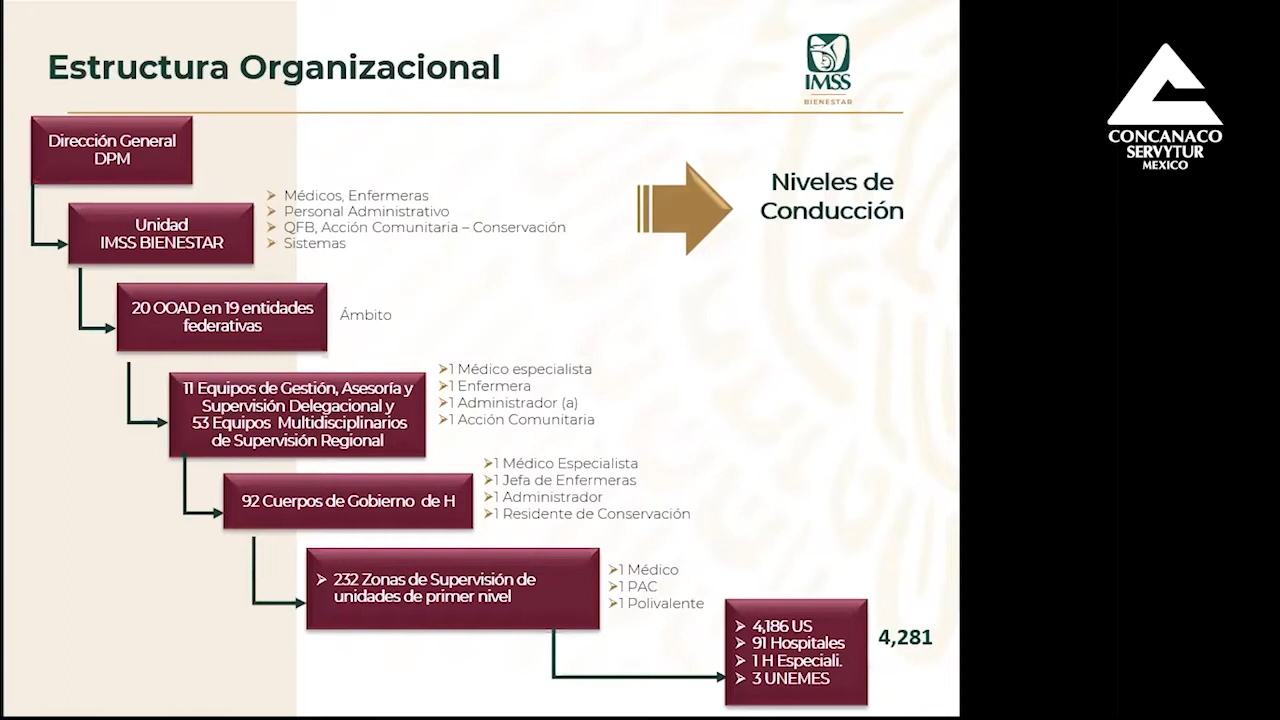 Estructura Organizacional
IMSS
BIENESTAR
CONCANACO
SERVYTUR
MEXICO
Dirección General
DPM
Unidad
IMSS BIENESTAR
➢ Médicos, Enfermeras
➢ Personal Administrativo
➢ QFB, Acción Comunitaria – Conservación
➢ Sistemas
Niveles de
Conducción
20 OOAD en 19 entidades
federativas
Ámbito
11 Equipos de Gestión, Asesoría y
Supervisión Delegacional y
53 Equipos Multidisciplinarios
de Supervisión Regional
➢1 Médico especialista
➢1 Enfermera
➢1 Administrador (a)
➢1 Acción Comunitaria
92 Cuerpos de Gobierno de H
➢1 Médico Especialista
➢1 Jefa de Enfermeras
➢1 Administrador
➢1 Residente de Conservación
➢ 232 Zonas de Supervisión de
unidades de primer nivel
➢1 Médico
➢1 PAC
➢1 Polivalente
➢ 4,186 US
➢ 91 Hospitales
➢ 1 H Especiali.
➢ 3 UNEMES
4,281